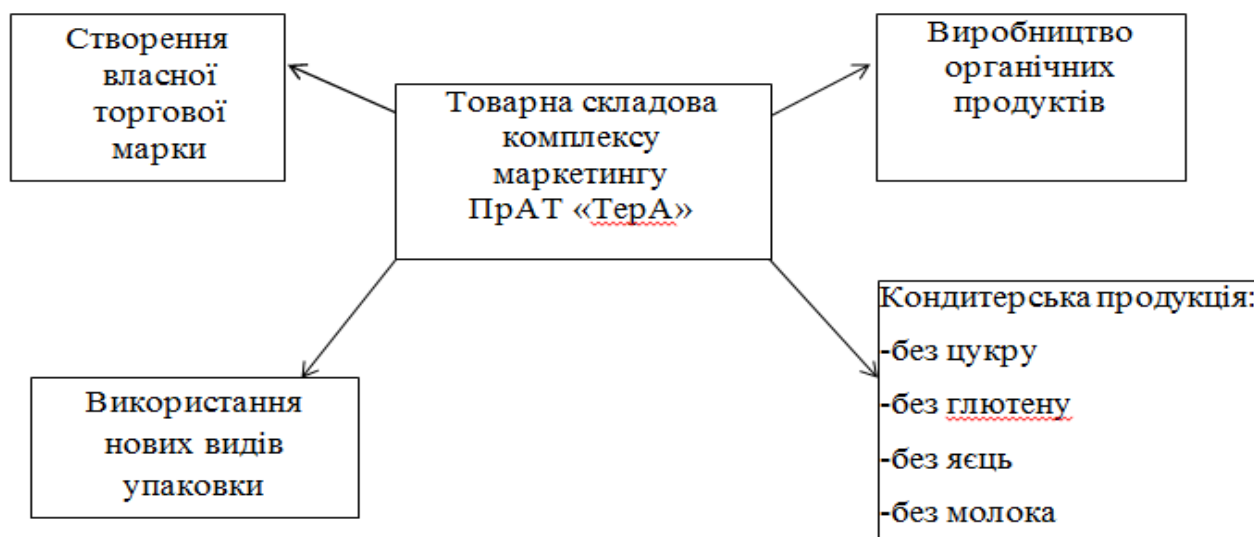 Створення
власної
торгової
марки
Товарна складова
комплексу
маркетингу
ПрАТ «ТерА»
Виробництво
органічних
продуктів
Використання
нових видів
упаковки
Кондитерська продукція:
-без цукру
-без глютену
-без яєць
-без молока